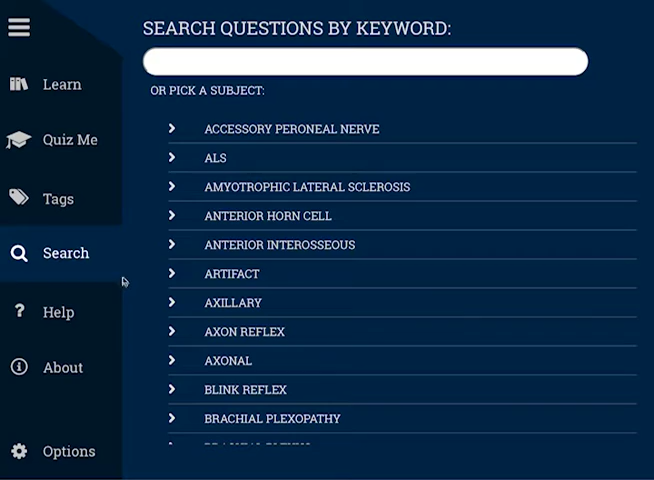 SEARCH QUESTIONS BY KEYWORD:
OR PICK A SUBJECT:
Learn
Quiz Me
Tags
Search
Help
About
Options
ACCESSORY PERONEAL NERVE
ALS
AMYOTROPHIC LATERAL SCLEROSIS
ANTERIOR HORN CELL
ANTERIOR INTEROSSEOUS
ARTIFACT
AXILLARY
AXON REFLEX
AXONAL
BLINK REFLEX
BRACHIAL PLEXOPATHY